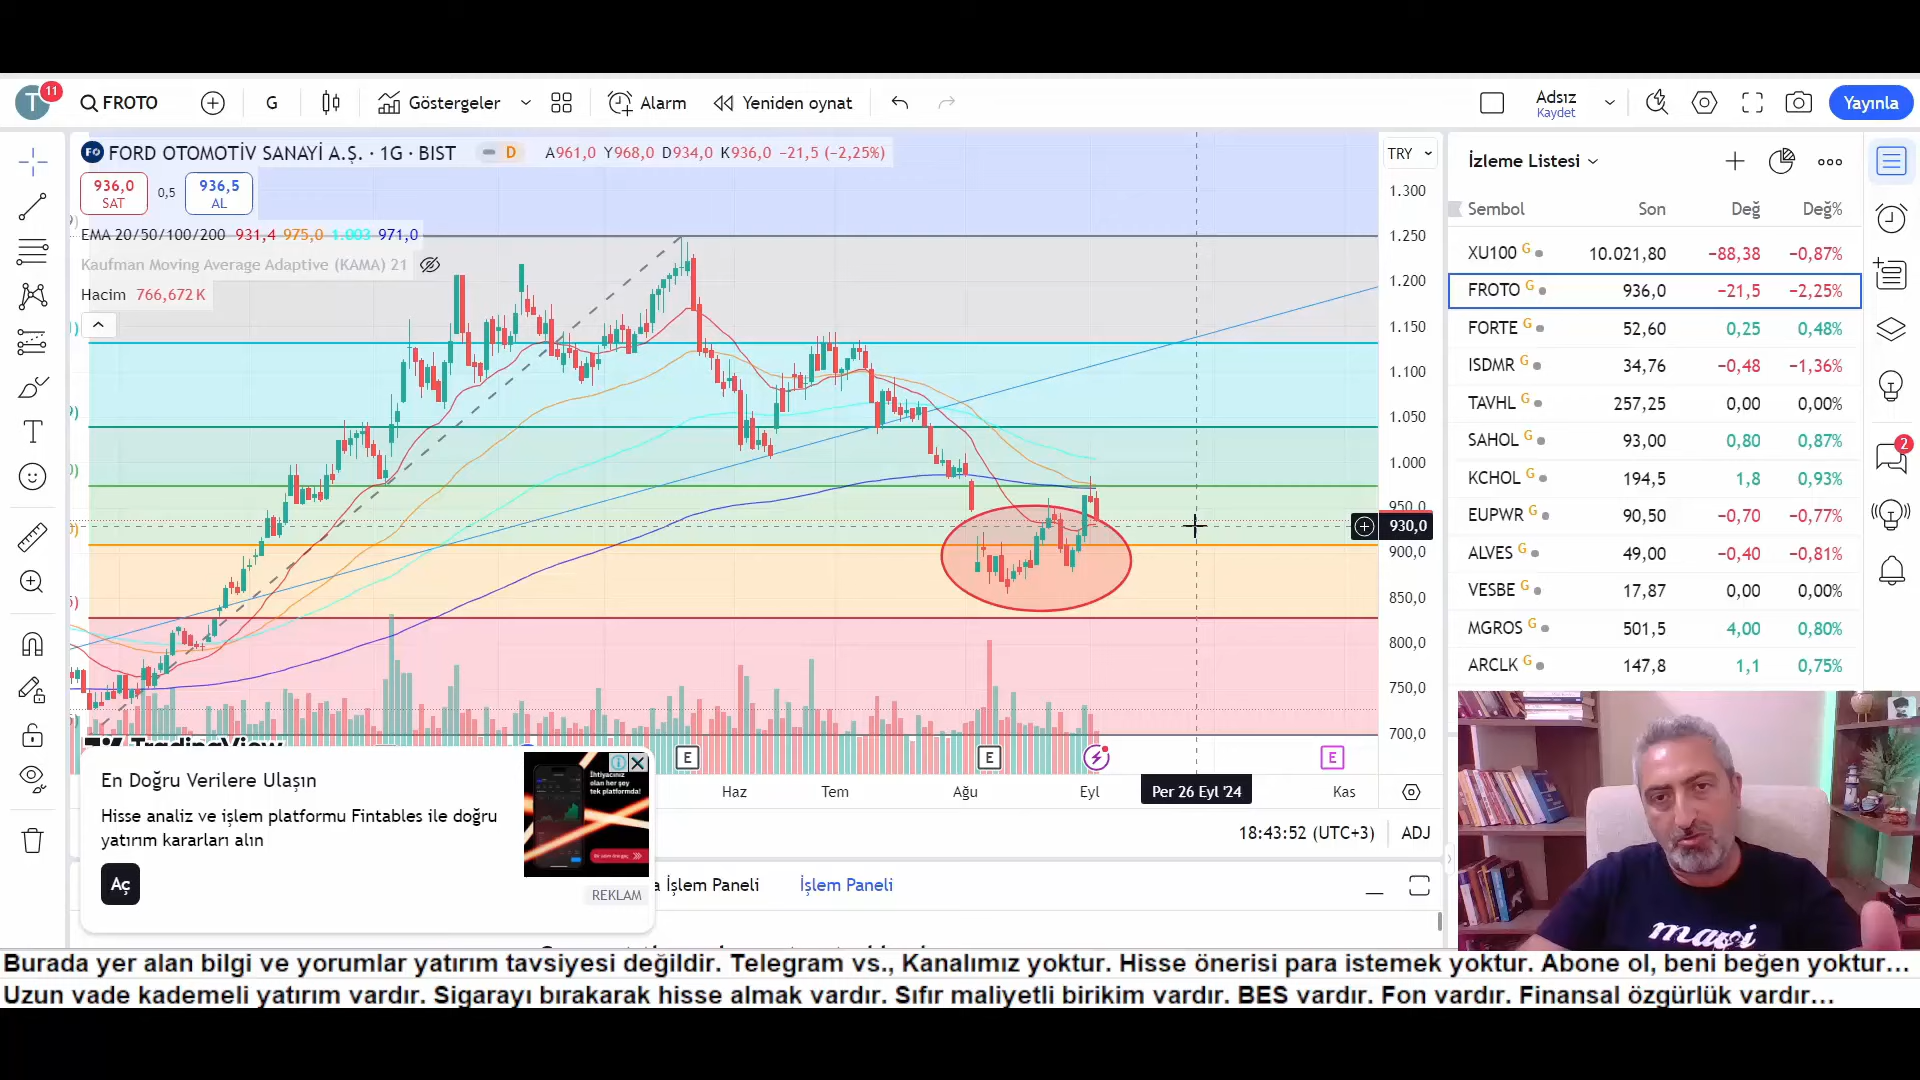 T 11 FROTO G Göstergeler Alarm Yeniden oynat Adsız Kaydet Yayınla
FORD OTOMOTİV SANAYİ A.Ş. · 1G · BIST D A961,0 Y968,0 D934,0 K936,0 −21,5 (−2,25%) TRY
936,0 SAT 0,5 936,5 AL
EMA 20/50/100/200 931,4 975,0 1.003 971,0
Kaufman Moving Average Adaptive (KAMA) 21
Hacim 766,672 K
1.300
1.250
1.200
1.150
1.100
1.050
1.000
950,0
930,0
900,0
850,0
800,0
750,0
700,0
E E E
Haz Tem Ağu Eyl Per 26 Eyl '24 Kas
18:43:52 (UTC+3) ADJ
İzleme Listesi
Sembol Son Değ Değ%
XU100 G 10.021,80 −88,38 −0,87%
FROTO G 936,0 −21,5 −2,25%
FORTE G 52,60 0,25 0,48%
ISDMR G 34,76 −0,48 −1,36%
TAVHL G 257,25 0,00 0,00%
SAHOL G 93,00 0,80 0,87%
KCHOL G 194,5 1,8 0,93%
EUPWR G 90,50 −0,70 −0,77%
ALVES G 49,00 −0,40 −0,81%
VESBE G 17,87 0,00 0,00%
MGROS G 501,5 4,00 0,80%
ARCLK G 147,8 1,1 0,75%
2
TradingView
En Doğru Verilere Ulaşın
Hisse analiz ve işlem platformu Fintables ile doğru
yatırım kararları alın
Aç
İhtiyacınız
olan her şey
tek platformda!
REKLAM
a İşlem Paneli İşlem Paneli
mavi
Burada yer alan bilgi ve yorumlar yatırım tavsiyesi değildir. Telegram vs., Kanalımız yoktur. Hisse önerisi para istemek yoktur. Abone ol, beni beğen yoktur...
Uzun vade kademeli yatırım vardır. Sigarayı bırakarak hisse almak vardır. Sıfır maliyetli birikim vardır. BES vardır. Fon vardır. Finansal özgürlük vardır...